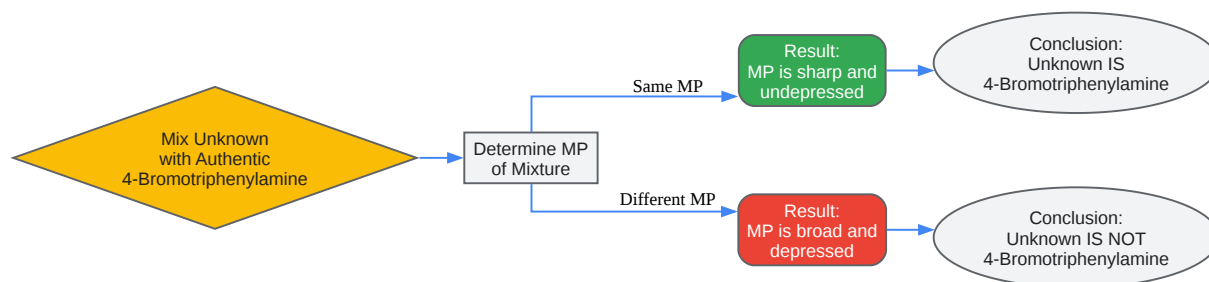 Mix Unknown
with Authentic
4-Bromotriphenylamine
Determine MP
of Mixture
Same MP
Result:
MP is sharp and
undepressed
Conclusion:
Unknown IS
4-Bromotriphenylamine
Different MP
Result:
MP is broad and
depressed
Conclusion:
Unknown IS NOT
4-Bromotriphenylamine